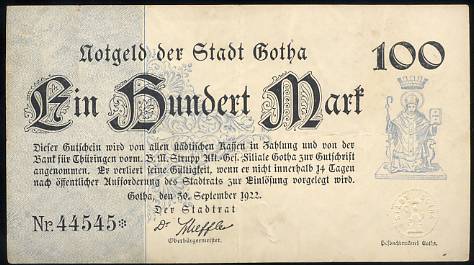 Notgeld der Stadt Gotha
100
Ein Hundert Mark
Dieser Gutschein wird von allen städtischen Kassen in Zahlung und von der
Bank für Thüringen vorm. B. M. Strupp Akt.-Ges. Filiale Gotha zur Gutschrift
angenommen. Er verliert seine Gültigkeit, wenn er nicht innerhalb 14 Tagen
nach öffentlicher Aufforderung des Stadtrats zur Einlösung vorgelegt wird.
Gotha, den 30. September 1922.
Der Stadtrat
Nr. 44545*
Dr. Scheffler
Oberbürgermeister.
Gotha.